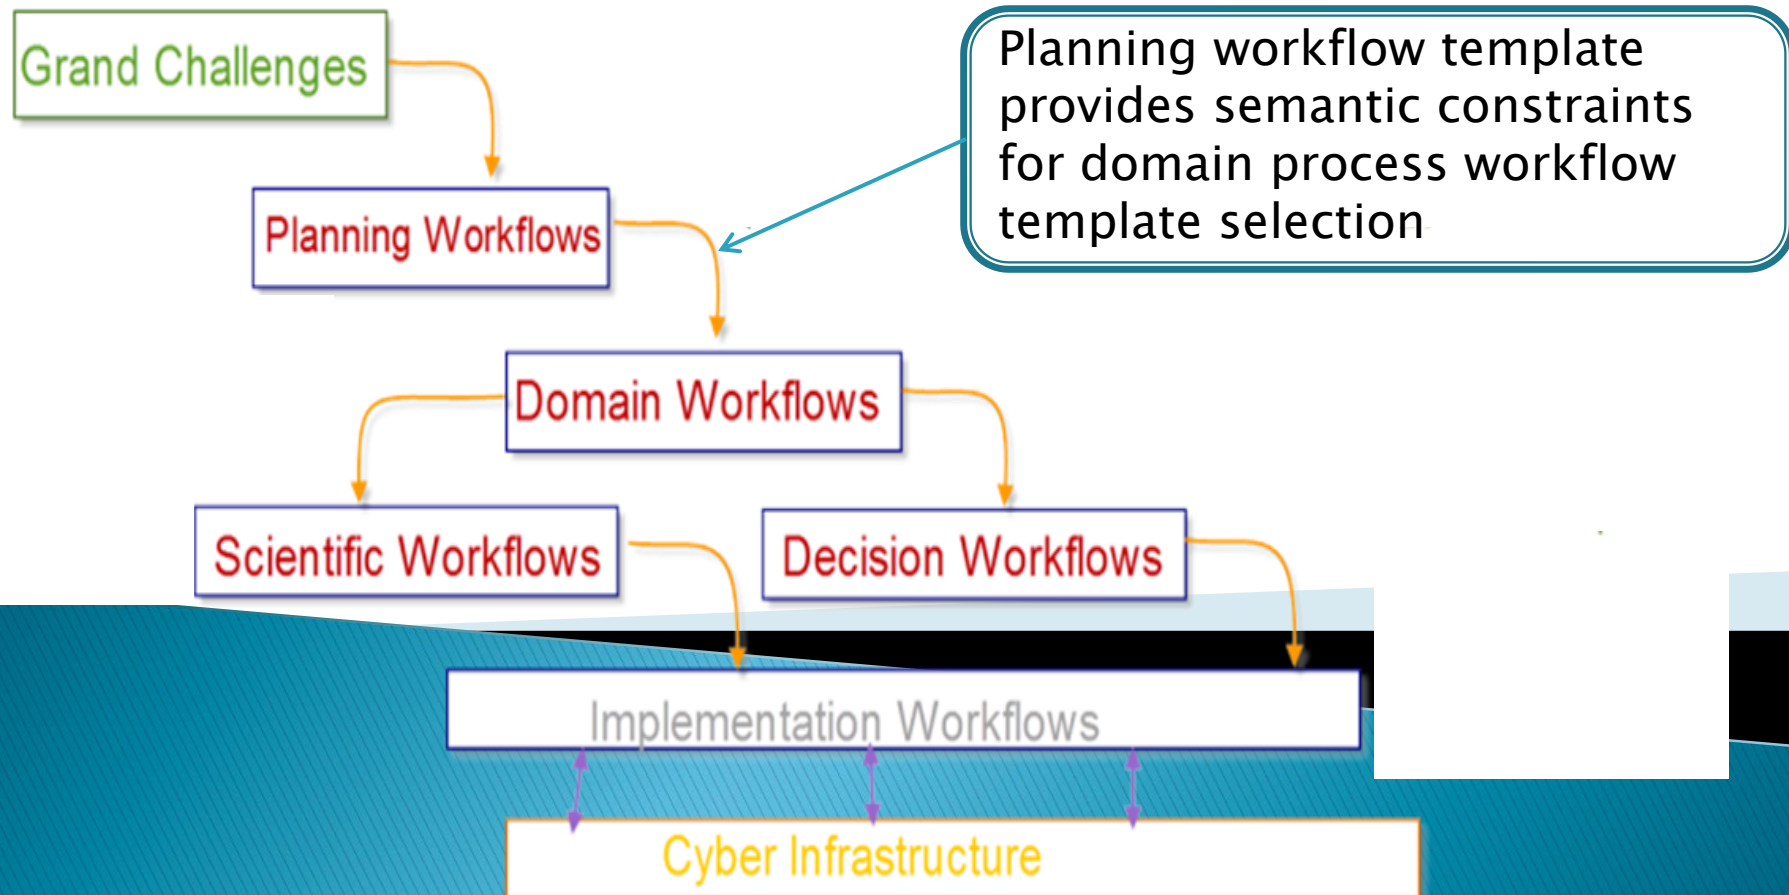 Grand Challenges
Planning workflow template
provides semantic constraints
for domain process workflow
template selection
Planning Workflows
Domain Workflows
Scientific Workflows
Decision Workflows
Implementation Workflows
Cyber Infrastructure